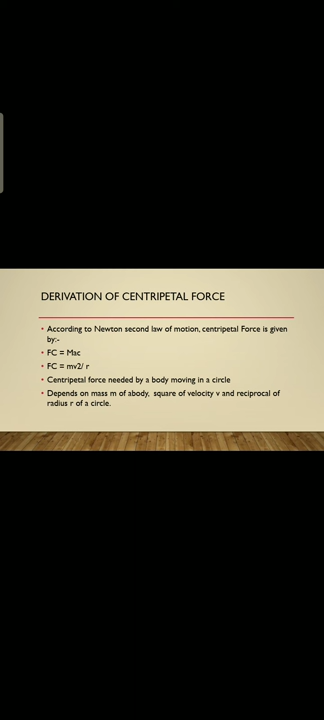 DERIVATION OF CENTRIPETAL FORCE
• According to Newton second law of motion, centripetal Force is given
by:-
• FC = Mac
• FC = mv2/ r
• Centripetal force needed by a body moving in a circle
• Depends on mass m of abody, square of velocity v and reciprocal of
radius r of a circle.